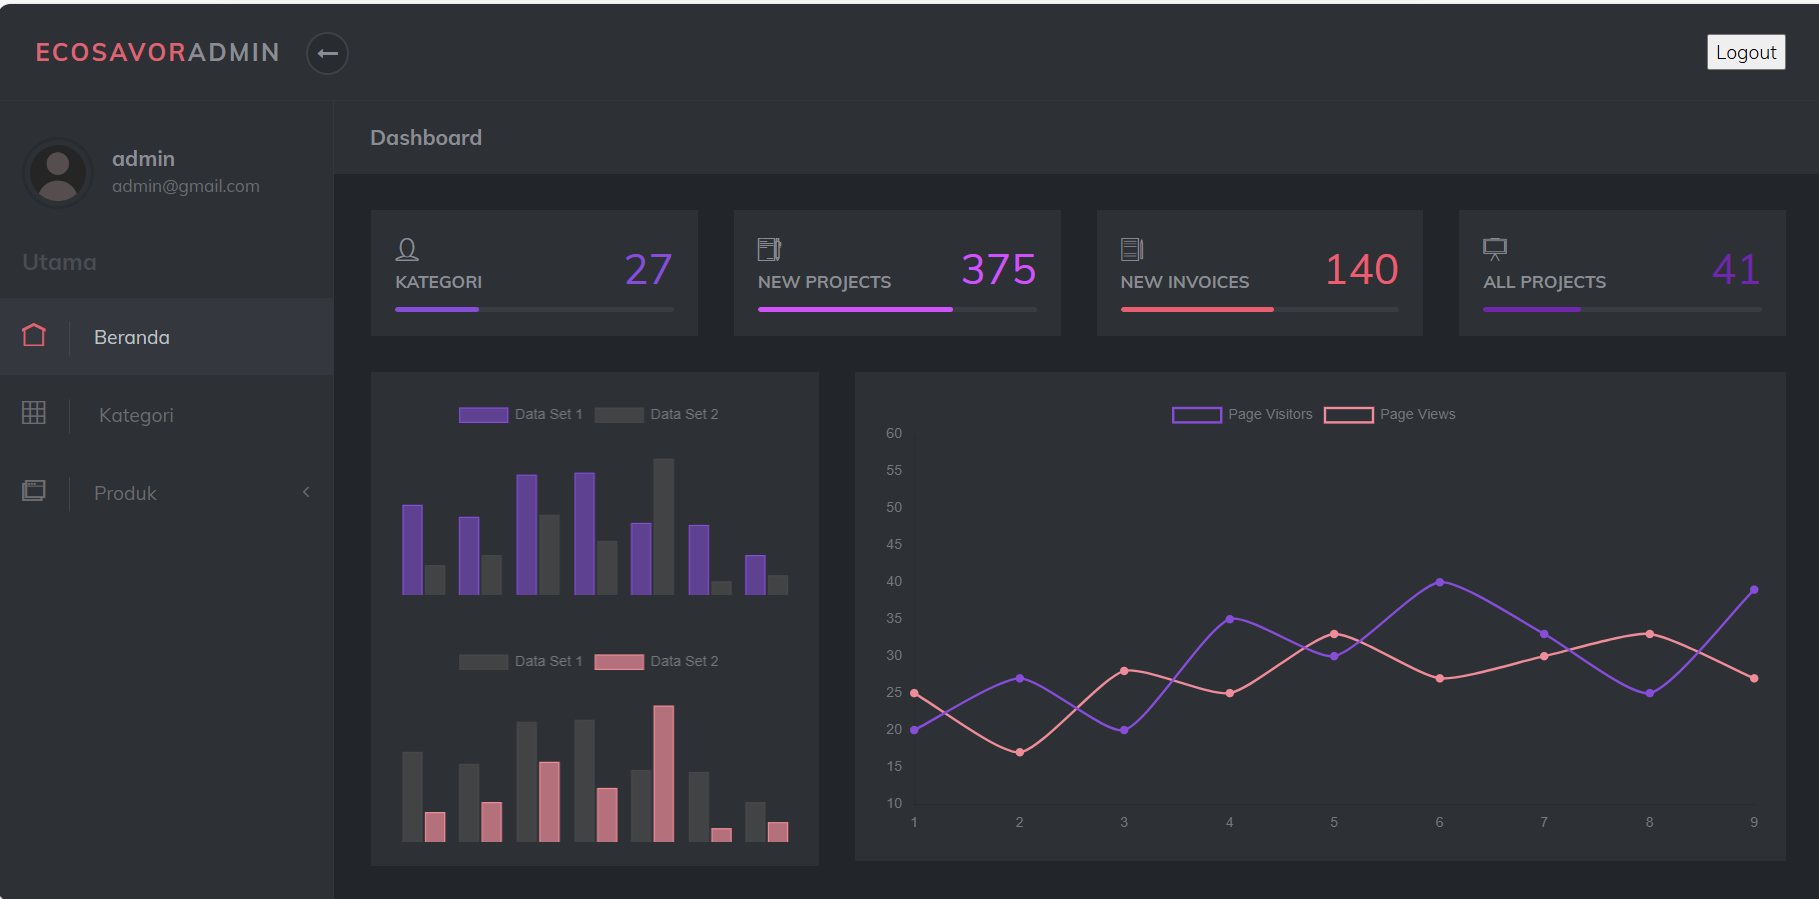 ECOSAVORADMIN
Logout
admin
admin@gmail.com
Utama
Beranda
Kategori
Produk
Dashboard
KATEGORI
27
NEW PROJECTS
375
NEW INVOICES
140
ALL PROJECTS
41
Data Set 1 Data Set 2
Data Set 1 Data Set 2
Page Visitors Page Views
60
55
50
45
40
35
30
25
20
15
10
1 2 3 4 5 6 7 8 9